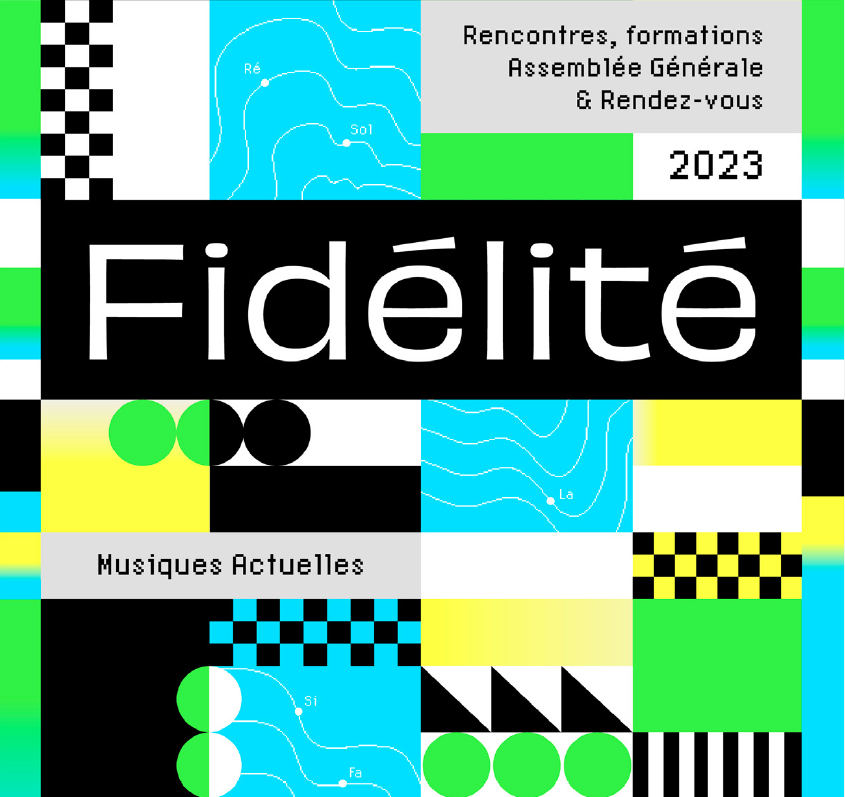 Rencontres, formations
Assemblée Générale
& Rendez-vous
Ré
Sol
2023
Fidélité
La
Musiques Actuelles
Si
Fa